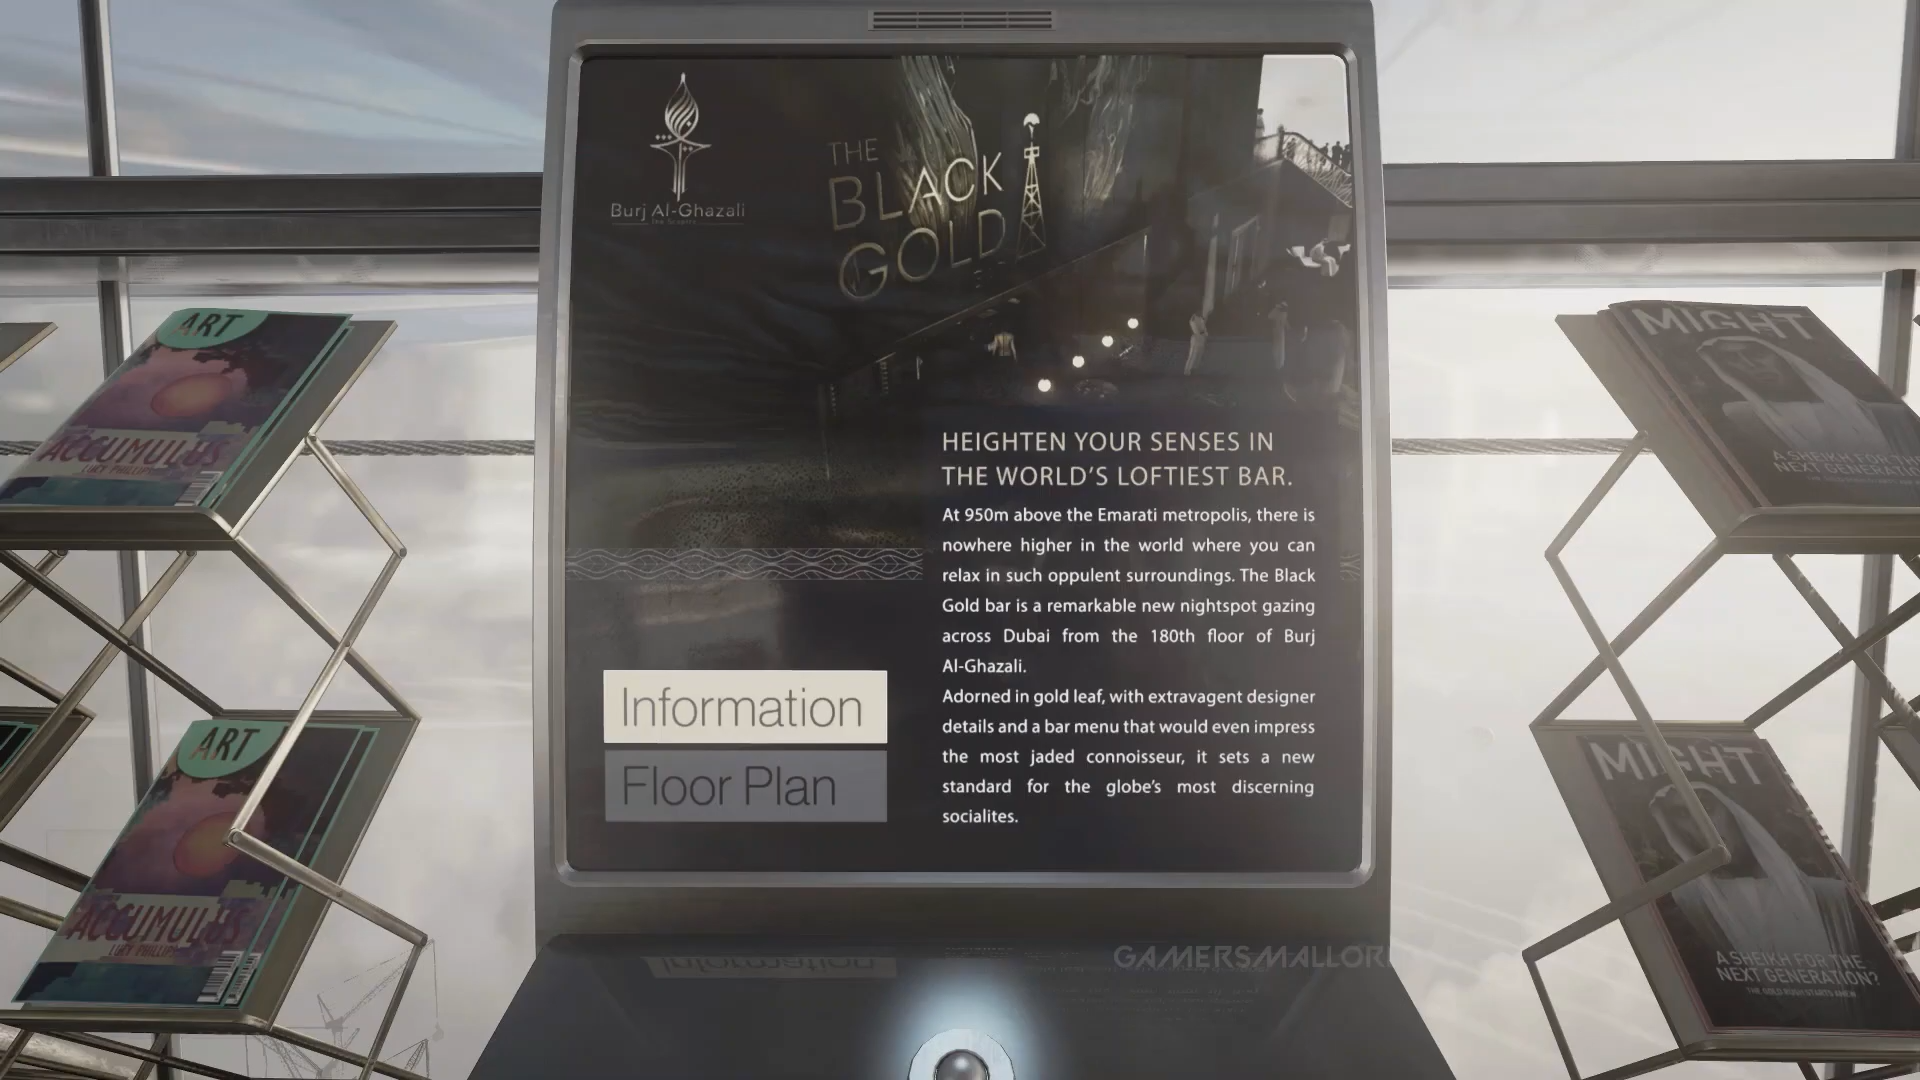 Burj Al-Ghazali
THE
BLACK
GOLD
HEIGHTEN YOUR SENSES IN
THE WORLD'S LOFTIEST BAR.
At 950m above the Emarati metropolis, there is
nowhere higher in the world where you can
relax in such oppulent surroundings. The Black
Gold bar is a remarkable new nightspot gazing
across Dubai from the 180th floor of Burj
Al-Ghazali.
Adorned in gold leaf, with extravagent designer
details and a bar menu that would even impress
the most jaded connoisseur, it sets a new
standard for the globe's most discerning
socialites.
Information
Floor Plan
ART
ACCUMULUS
LUCY PHILLIPS
ART
ACCUMULUS
LUCY PHILLIPS
MIGHT
A SHEIKH FOR THE
NEXT GENERATION
MIGHT
A SHEIKH FOR THE
NEXT GENERATION?
Information
GAMERSMALLOR